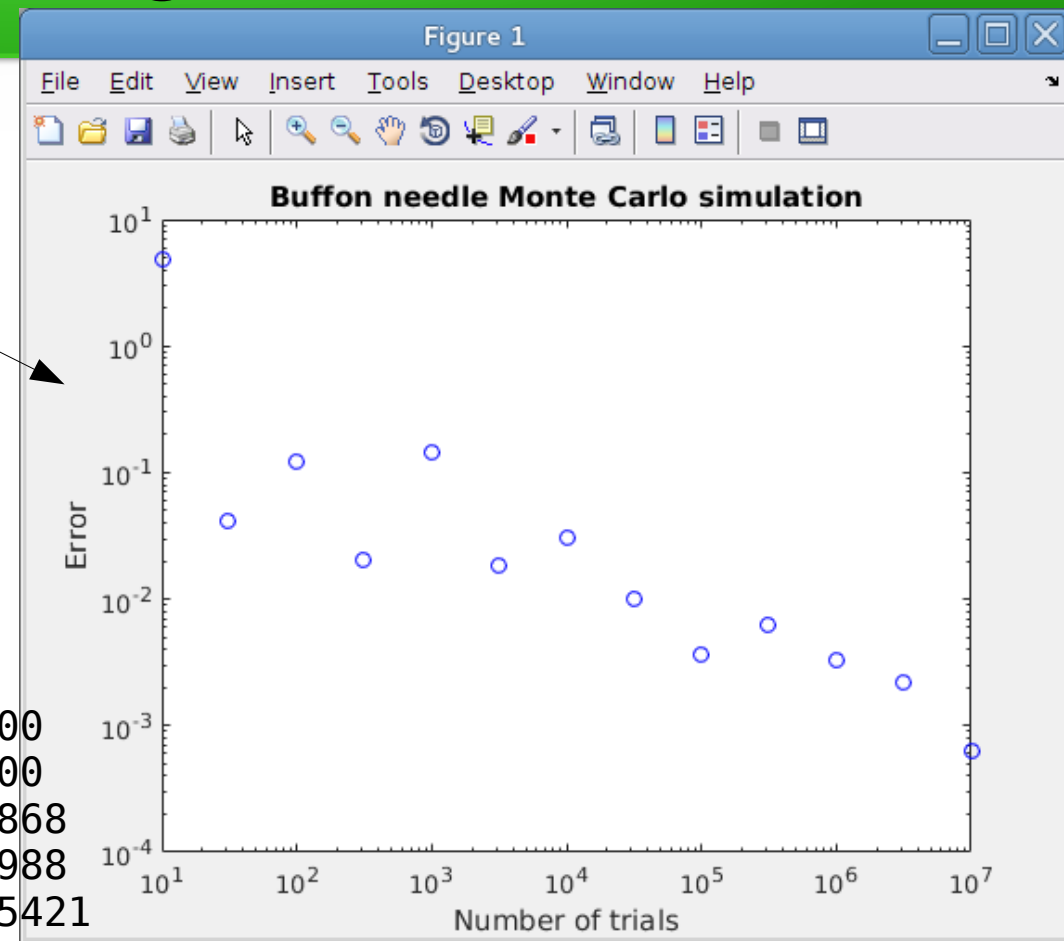 Figure 1
File Edit View Insert Tools Desktop Window Help
Buffon needle Monte Carlo simulation
10^1
10^0
10^-1
10^-2
10^-3
10^-4
Error
10^1 10^2 10^3 10^4 10^5 10^6 10^7
Number of trials
00
00
868
988
5421